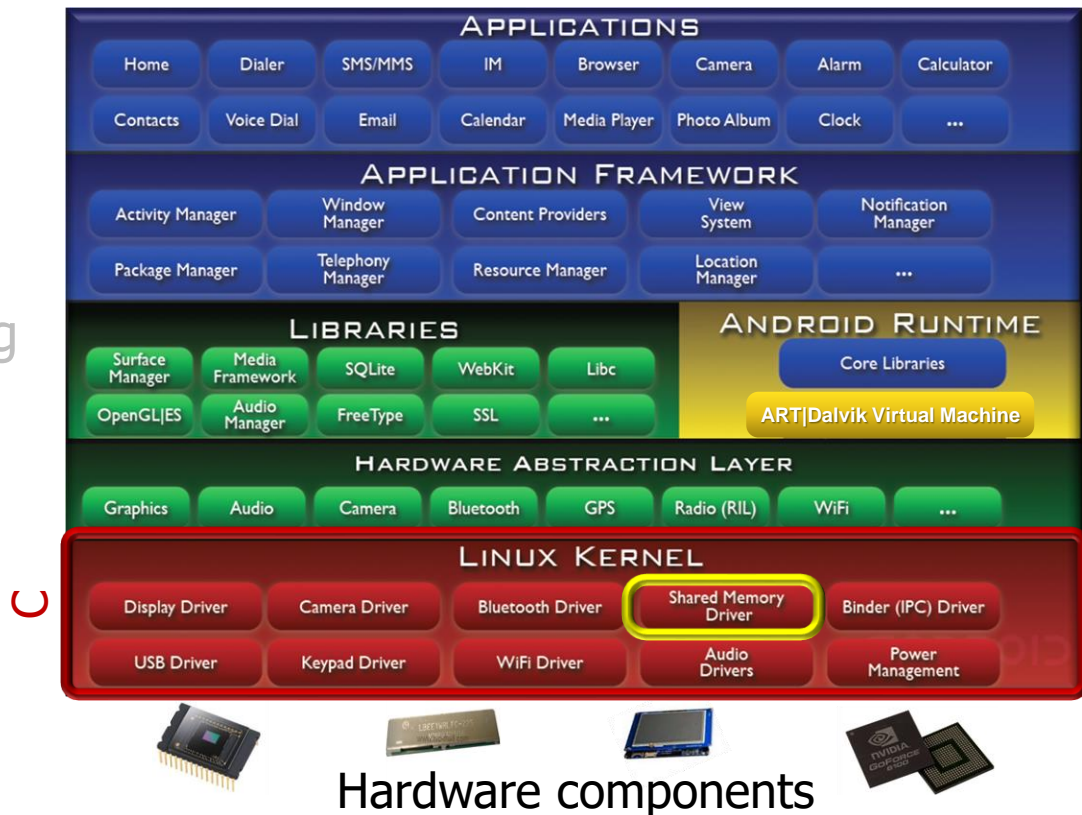 APPLICATIONS
Home Dialer SMS/MMS IM Browser Camera Alarm Calculator
Contacts Voice Dial Email Calendar Media Player Photo Album Clock ...
APPLICATION FRAMEWORK
Activity Manager
Window
Manager
Content Providers
View
System
Notification
Manager
Package Manager
Telephony
Manager
Resource Manager
Location
Manager
...
g
LIBRARIES
Surface
Manager
Media
Framework
SQLite
WebKit
Libc
OpenGL|ES
Audio
Manager
FreeType
SSL
...
ANDROID RUNTIME
Core Libraries
ART|Dalvik Virtual Machine
HARDWARE ABSTRACTION LAYER
Graphics Audio Camera Bluetooth GPS Radio (RIL) WiFi ...
C
LINUX KERNEL
Display Driver
Camera Driver
Bluetooth Driver
Shared Memory
Driver
Binder (IPC) Driver
USB Driver
Keypad Driver
WiFi Driver
Audio
Drivers
Power
Management
NVIDIA
GOFORCE
6100
Hardware components